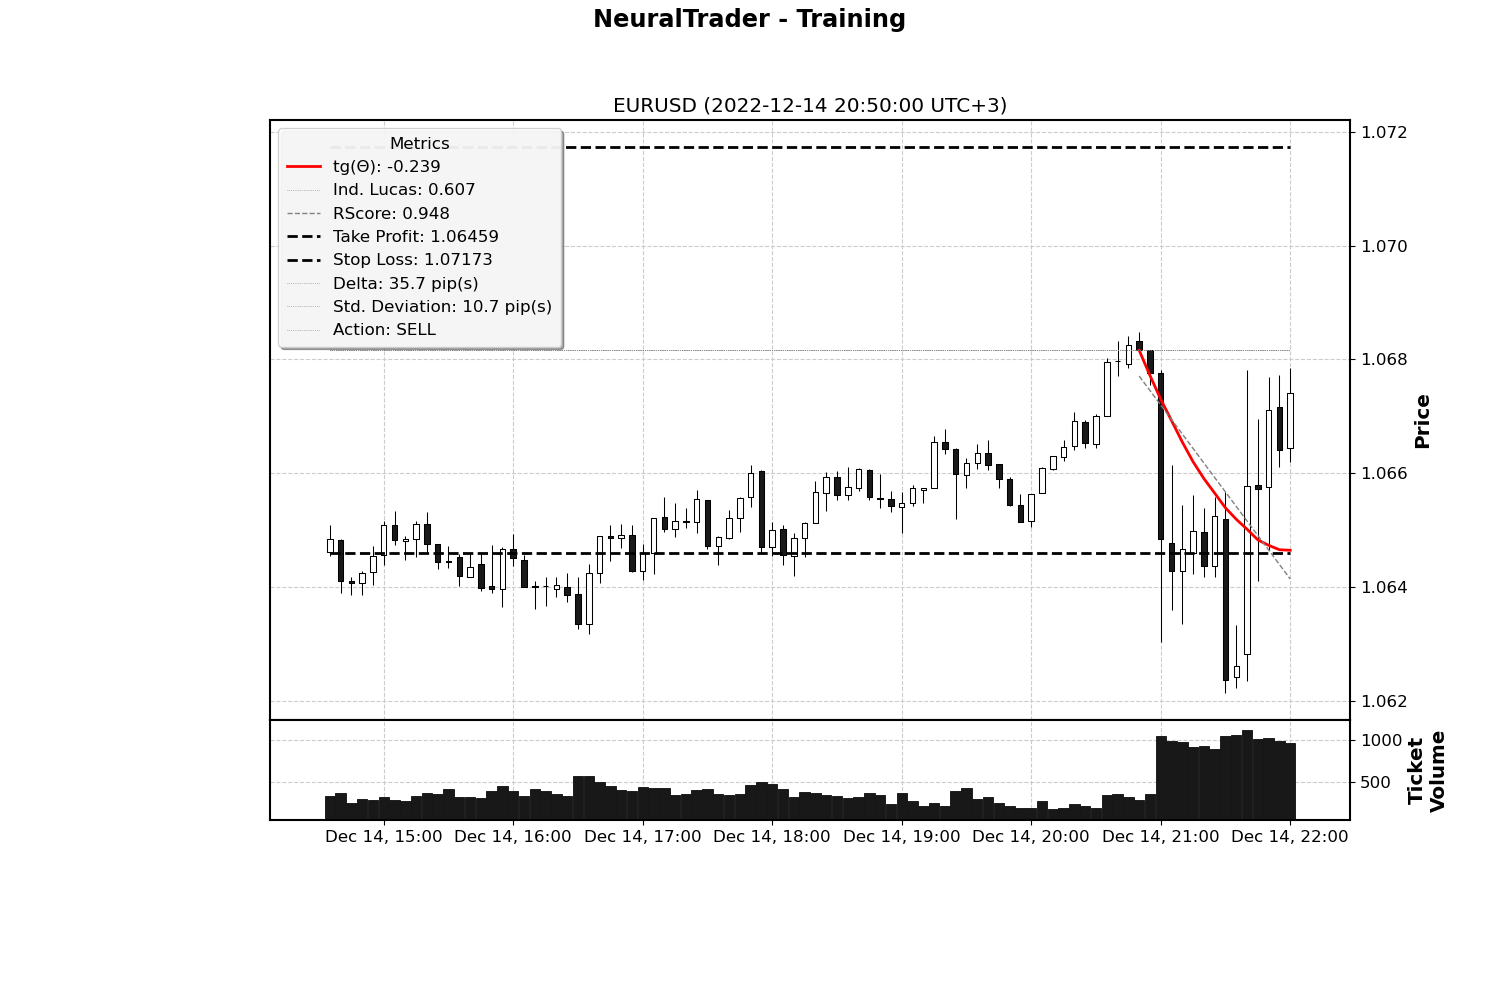 NeuralTrader - Training
EURUSD (2022-12-14 20:50:00 UTC+3)
Metrics
tg(Θ): -0.239
Ind. Lucas: 0.607
RScore: 0.948
Take Profit: 1.06459
Stop Loss: 1.07173
Delta: 35.7 pip(s)
Std. Deviation: 10.7 pip(s)
Action: SELL
1.072
1.070
1.068
1.066
1.064
1.062
Price
1000
500
Ticket
Volume
Dec 14, 15:00
Dec 14, 16:00
Dec 14, 17:00
Dec 14, 18:00
Dec 14, 19:00
Dec 14, 20:00
Dec 14, 21:00
Dec 14, 22:00